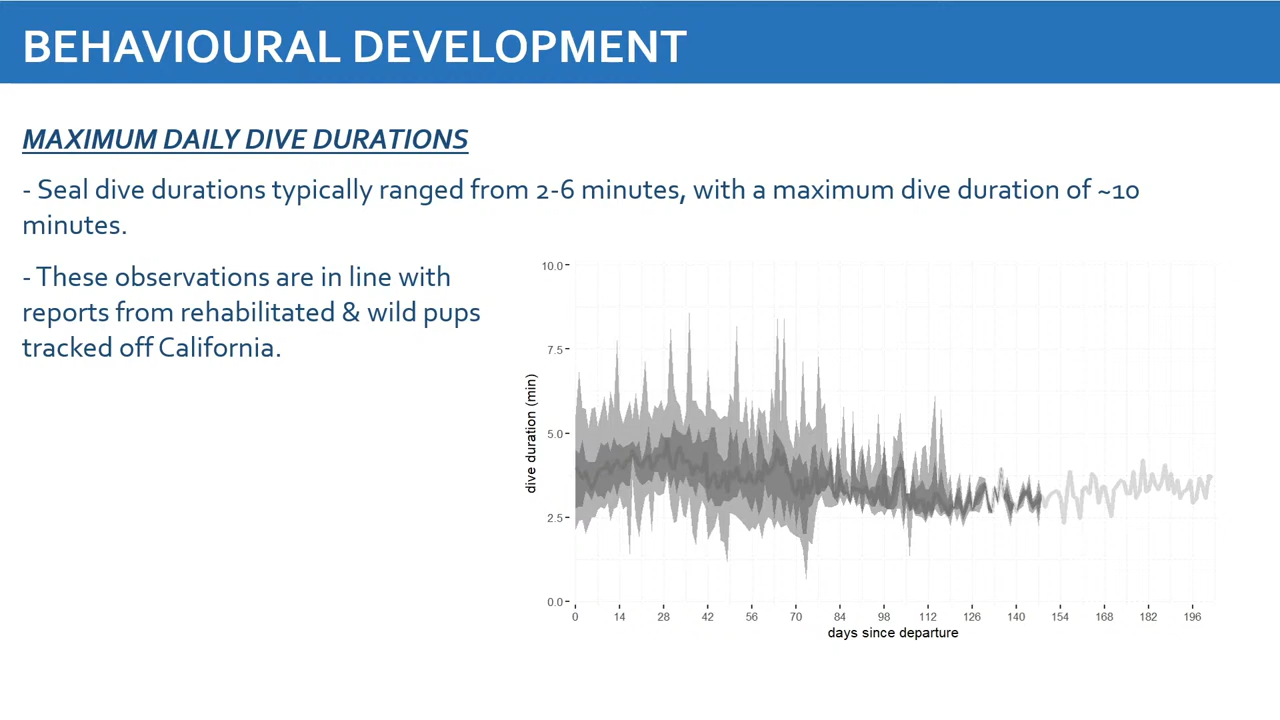 BEHAVIOURAL DEVELOPMENT
MAXIMUM DAILY DIVE DURATIONS
- Seal dive durations typically ranged from 2-6 minutes, with a maximum dive duration of ~10
minutes.
- These observations are in line with
reports from rehabilitated & wild pups
tracked off California.
10.0
7.5
5.0
2.5
0.0
dive duration (min)
0 14 28 42 56 70 84 98 112 126 140 154 168 182 196
days since departure